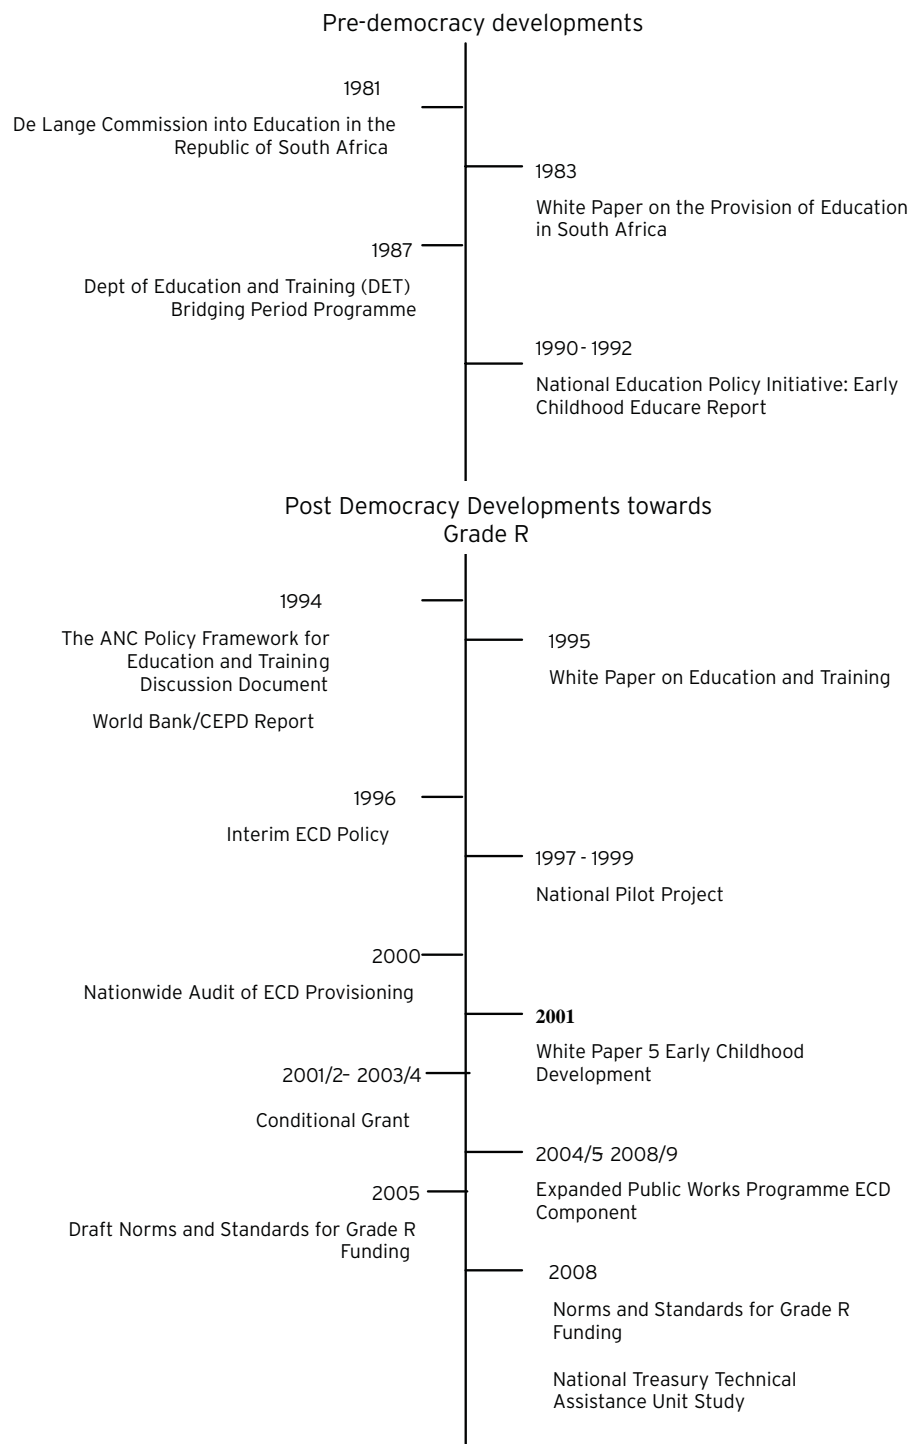 Pre-democracy developments
1981
De Lange Commission into Education in the
Republic of South Africa
1983
White Paper on the Provision of Education
in South Africa
1987
Dept of Education and Training (DET)
Bridging Period Programme
1990 - 1992
National Education Policy Initiative: Early
Childhood Educare Report
Post Democracy Developments towards
Grade R
1994
The ANC Policy Framework for
Education and Training
Discussion Document
World Bank/CEPD Report
1995
White Paper on Education and Training
1996
Interim ECD Policy
1997 - 1999
National Pilot Project
2000
Nationwide Audit of ECD Provisioning
2001
White Paper 5 Early Childhood
Development
2001/2– 2003/4
Conditional Grant
2004/5- 2008/9
Expanded Public Works Programme ECD
Component
2005
Draft Norms and Standards for Grade R
Funding
2008
Norms and Standards for Grade R
Funding
National Treasury Technical
Assistance Unit Study